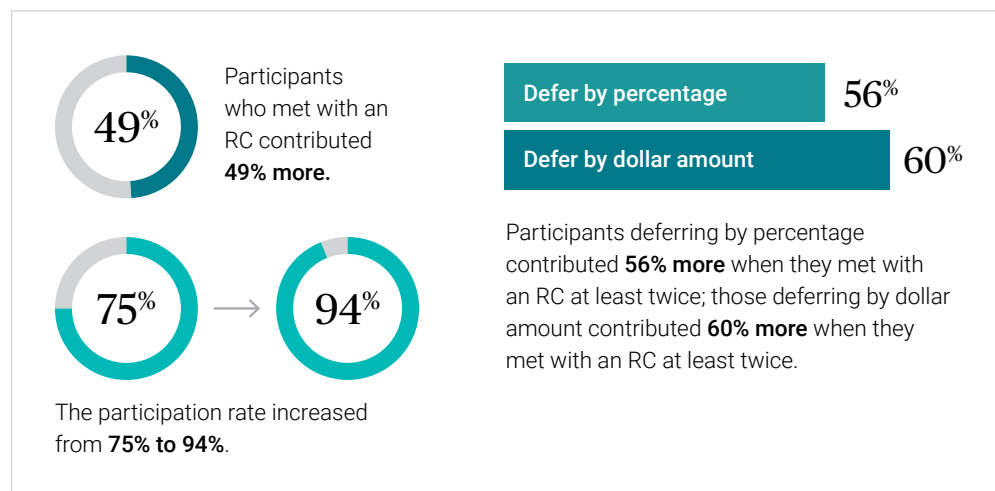 49%
Participants
who met with an
RC contributed
49% more.
75%
94%
The participation rate increased
from 75% to 94%.
Defer by percentage
56%
Defer by dollar amount
60%
Participants deferring by percentage
contributed 56% more when they met with
an RC at least twice; those deferring by dollar
amount contributed 60% more when they
met with an RC at least twice.